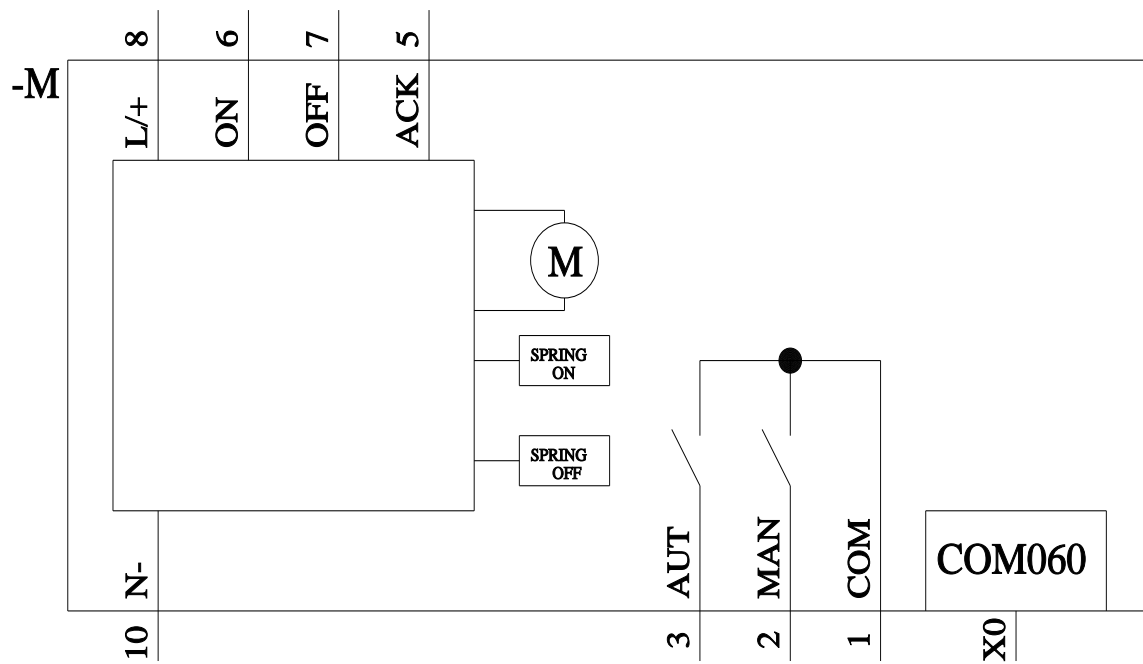 8
6
7
5
-M
L/+
ON
OFF
ACK
M
SPRING
ON
SPRING
OFF
N-
AUT
MAN
COM
COM060
10
3
2
1
X0